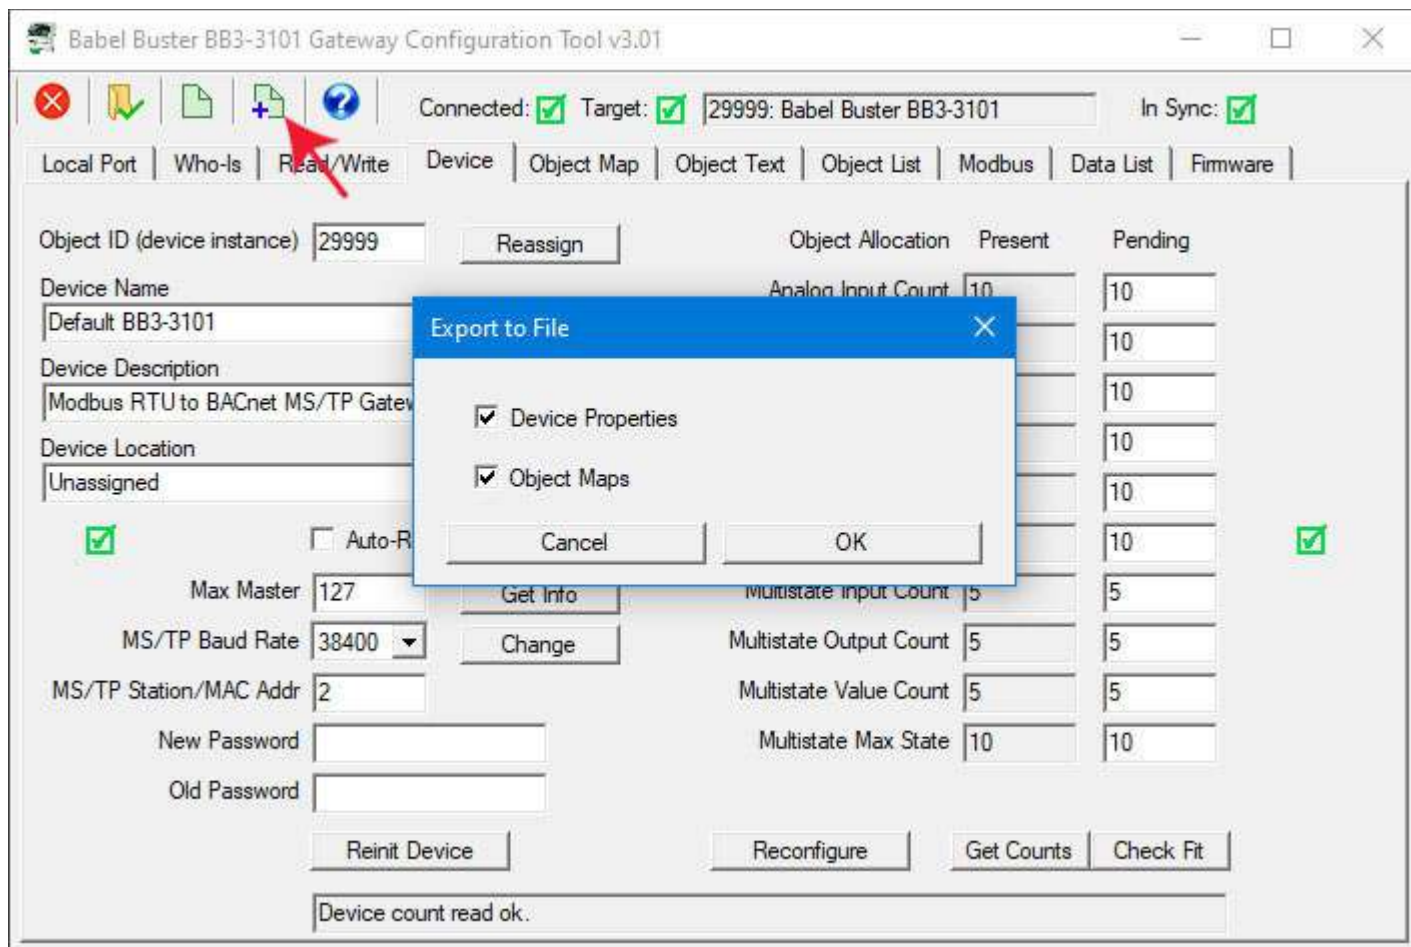 Babel Buster BB3-3101 Gateway Configuration Tool v3.01
Connected: Target: 29999: Babel Buster BB3-3101 In Sync:
Local Port Who-Is Read/Write Device Object Map Object Text Object List Modbus Data List Firmware
Object ID (device instance) 29999 Reassign Object Allocation Present Pending
Device Name Analog Input Count 10 10
Default BB3-3101
Export to File
10
Device Description
Modbus RTU to BACnet MS/TP Gatew 10
Device Properties
Device Location 10
Unassigned 10
Object Maps
Auto-R 10
Cancel OK
Max Master 127 Get Info Multistate Input Count 5 5
MS/TP Baud Rate 38400 Change Multistate Output Count 5 5
MS/TP Station/MAC Addr 2 Multistate Value Count 5 5
New Password Multistate Max State 10 10
Old Password
Reinit Device Reconfigure Get Counts Check Fit
Device count read ok.